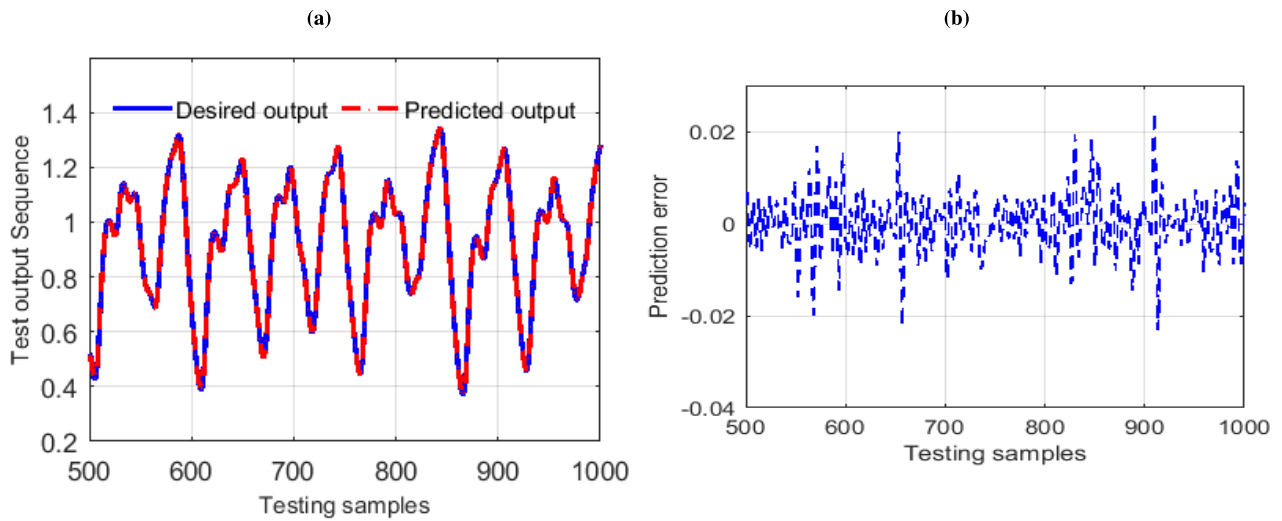 (a)
(b)
Test output Sequence
1.4
1.2
1
0.8
0.6
0.4
0.2
Desired output
Predicted output
500
600
700
800
900
1000
Testing samples
Prediction error
0.02
0
-0.02
-0.04
500
600
700
800
900
1000
Testing samples